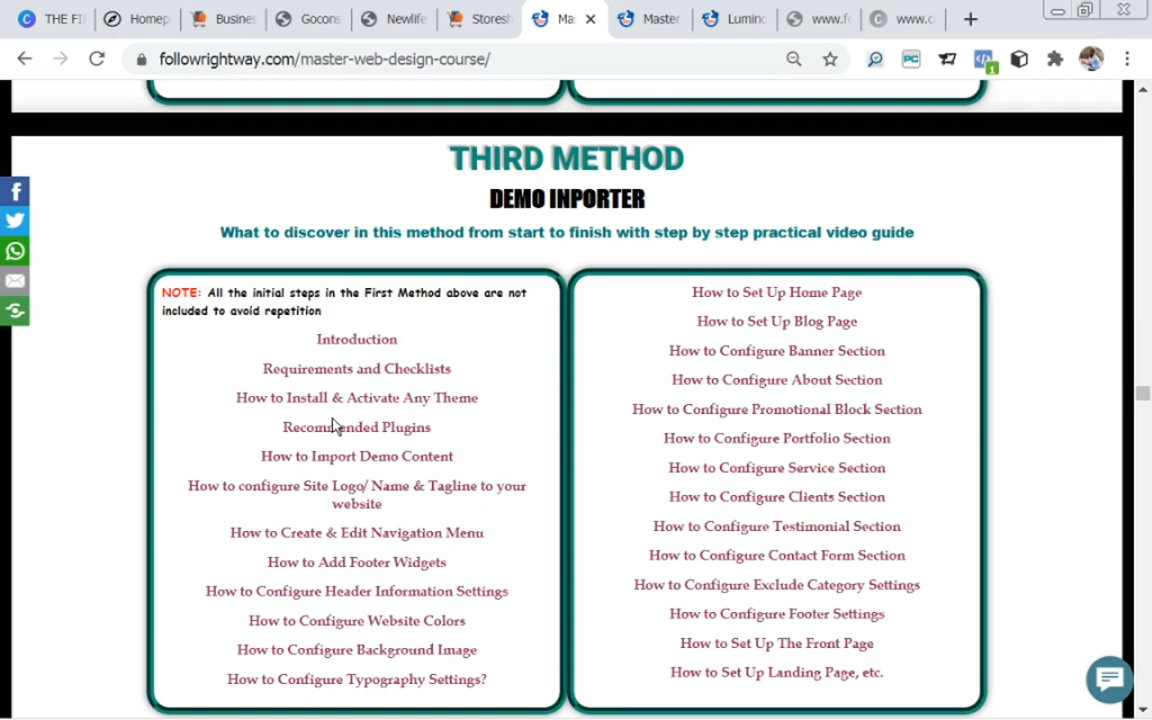 THE FI
Homep
Busines
Gocons
Newlife
Storesh
Mas
Master
Lumino
www.f
www.c
followrightway.com/master-web-design-course/
PC
1
THIRD METHOD
DEMO INPORTER
What to discover in this method from start to finish with step by step practical video guide
NOTE: All the initial steps in the First Method above are not
included to avoid repetition
Introduction
Requirements and Checklists
How to Install & Activate Any Theme
Recommended Plugins
How to Import Demo Content
How to configure Site Logo/ Name & Tagline to your
website
How to Create & Edit Navigation Menu
How to Add Footer Widgets
How to Configure Header Information Settings
How to Configure Website Colors
How to Configure Background Image
How to Configure Typography Settings?
How to Set Up Home Page
How to Set Up Blog Page
How to Configure Banner Section
How to Configure About Section
How to Configure Promotional Block Section
How to Configure Portfolio Section
How to Configure Service Section
How to Configure Clients Section
How to Configure Testimonial Section
How to Configure Contact Form Section
How to Configure Exclude Category Settings
How to Configure Footer Settings
How to Set Up The Front Page
How to Set Up Landing Page, etc.